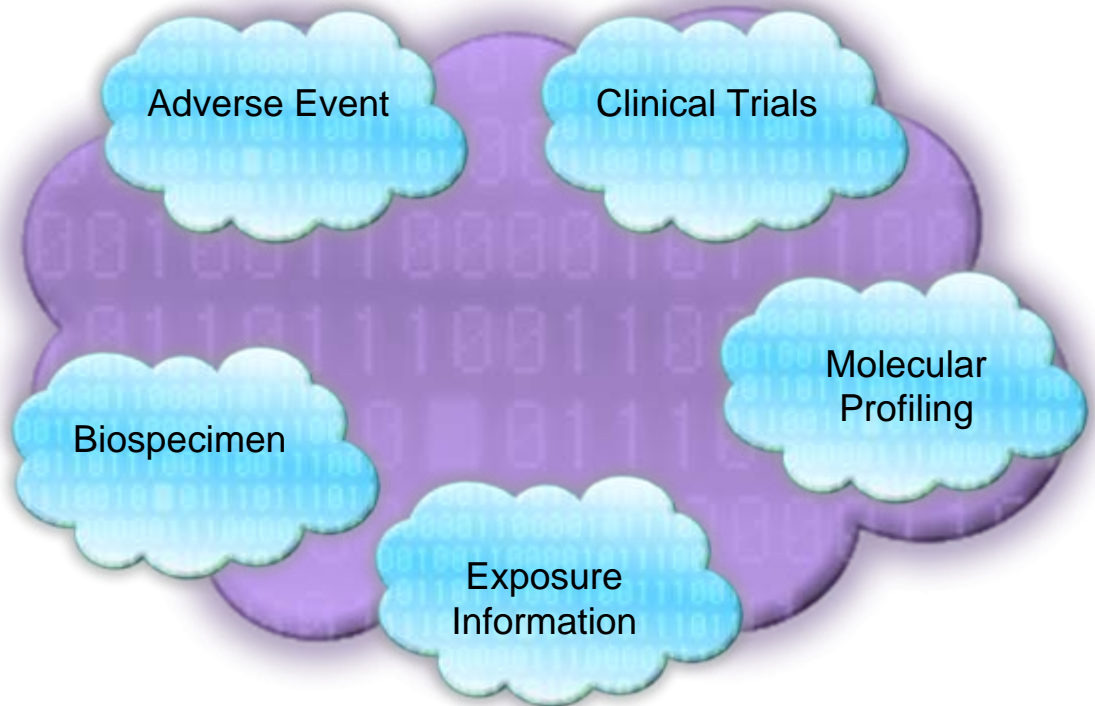 Adverse Event
Clinical Trials
Molecular
Profiling
Biospecimen
Exposure
Information